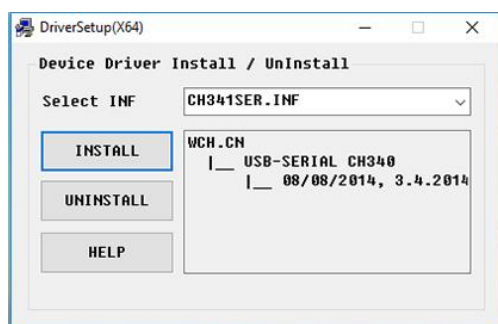 DriverSetup(X64)
Device Driver Install / UnInstall
Select INF
CH341SER.INF
INSTALL
UNINSTALL
HELP
WCH.CN
|__ USB-SERIAL CH340
|__ 08/08/2014, 3.4.2014